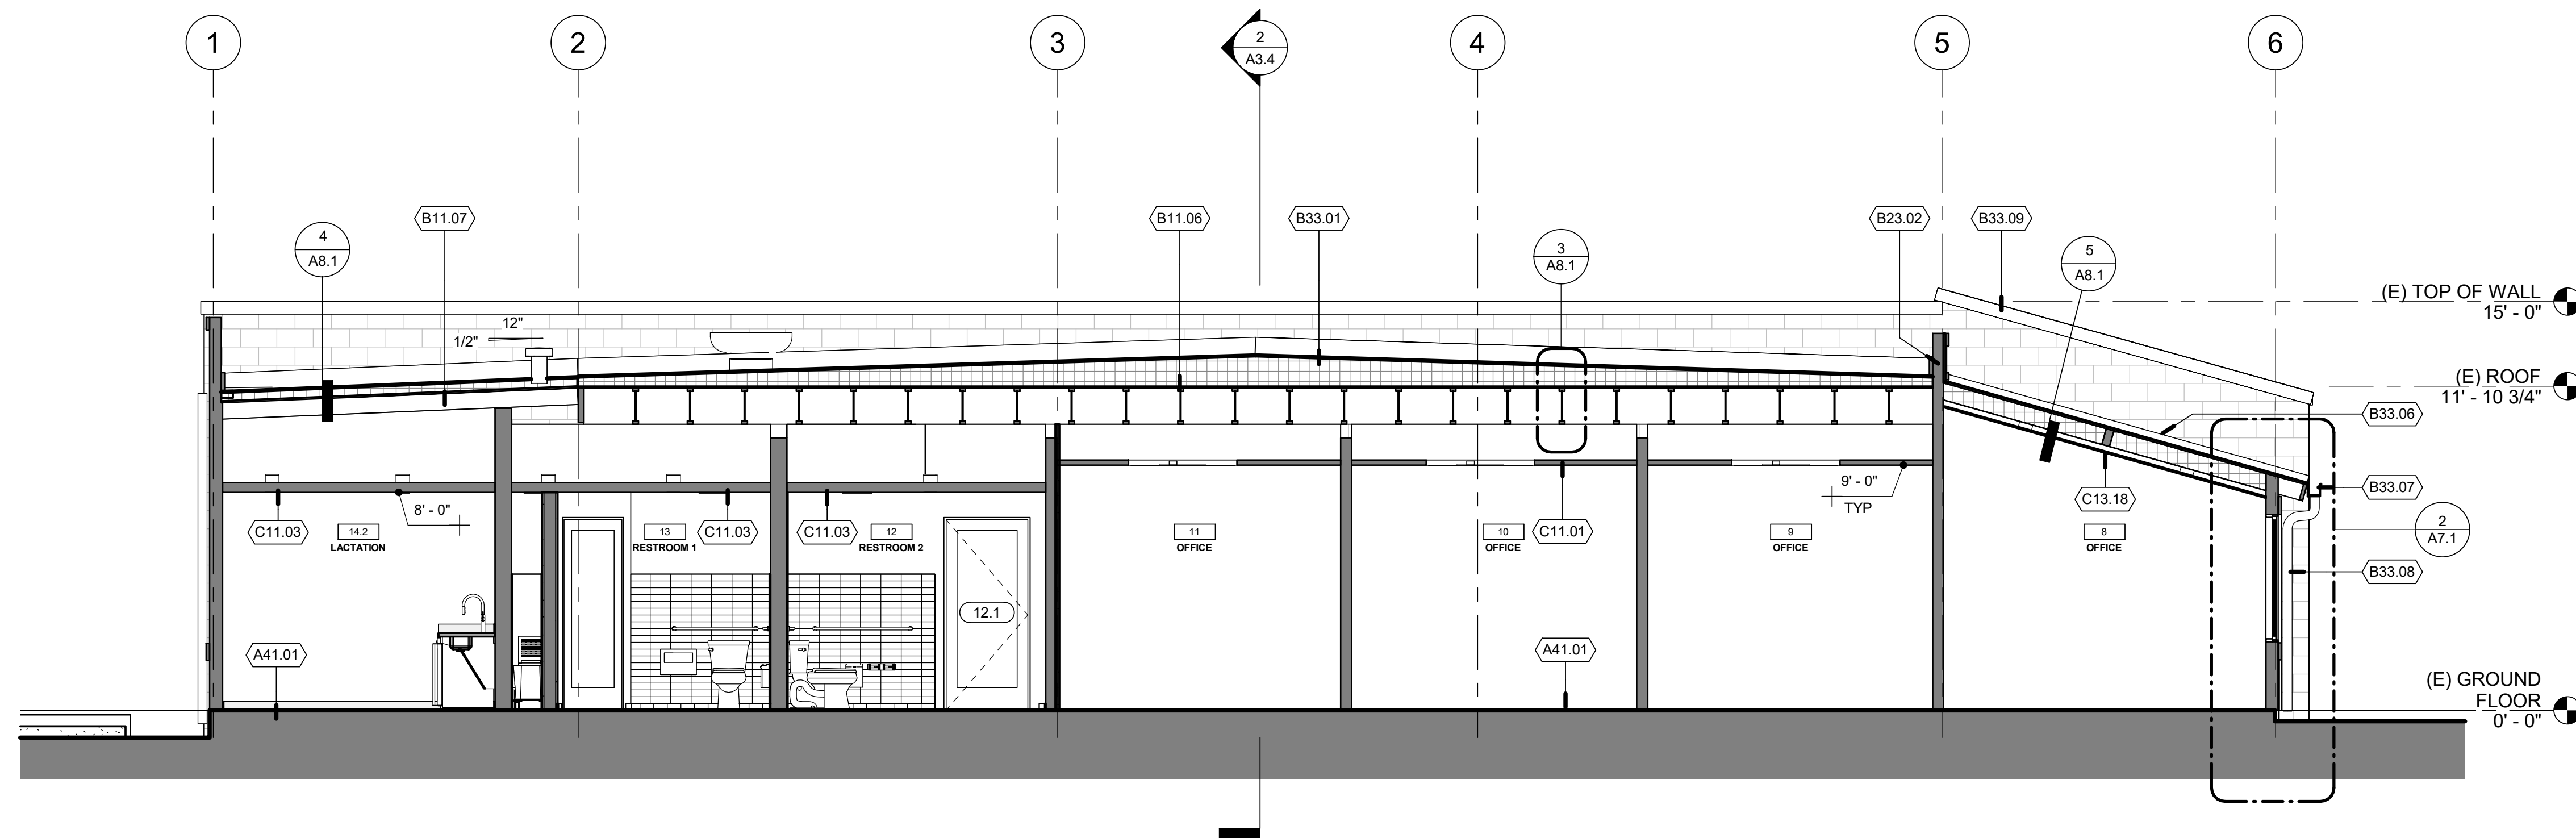 1
2
3
2
A3.4
4
5
6
B11.07
B11.06
B33.01
B23.02
B33.09
4
A8.1
3
A8.1
5
A8.1
(E) TOP OF WALL
15' - 0"
12"
1/2"
(E) ROOF
11' - 10 3/4"
B33.06
9' - 0"
TYP
B33.07
C13.18
8' - 0"
C11.03
14.2
LACTATION
13
RESTROOM 1
C11.03
C11.03
12
RESTROOM 2
11
OFFICE
10
OFFICE
C11.01
9
OFFICE
8
OFFICE
2
A7.1
B33.08
12.1
A41.01
A41.01
(E) GROUND
FLOOR
0' - 0"